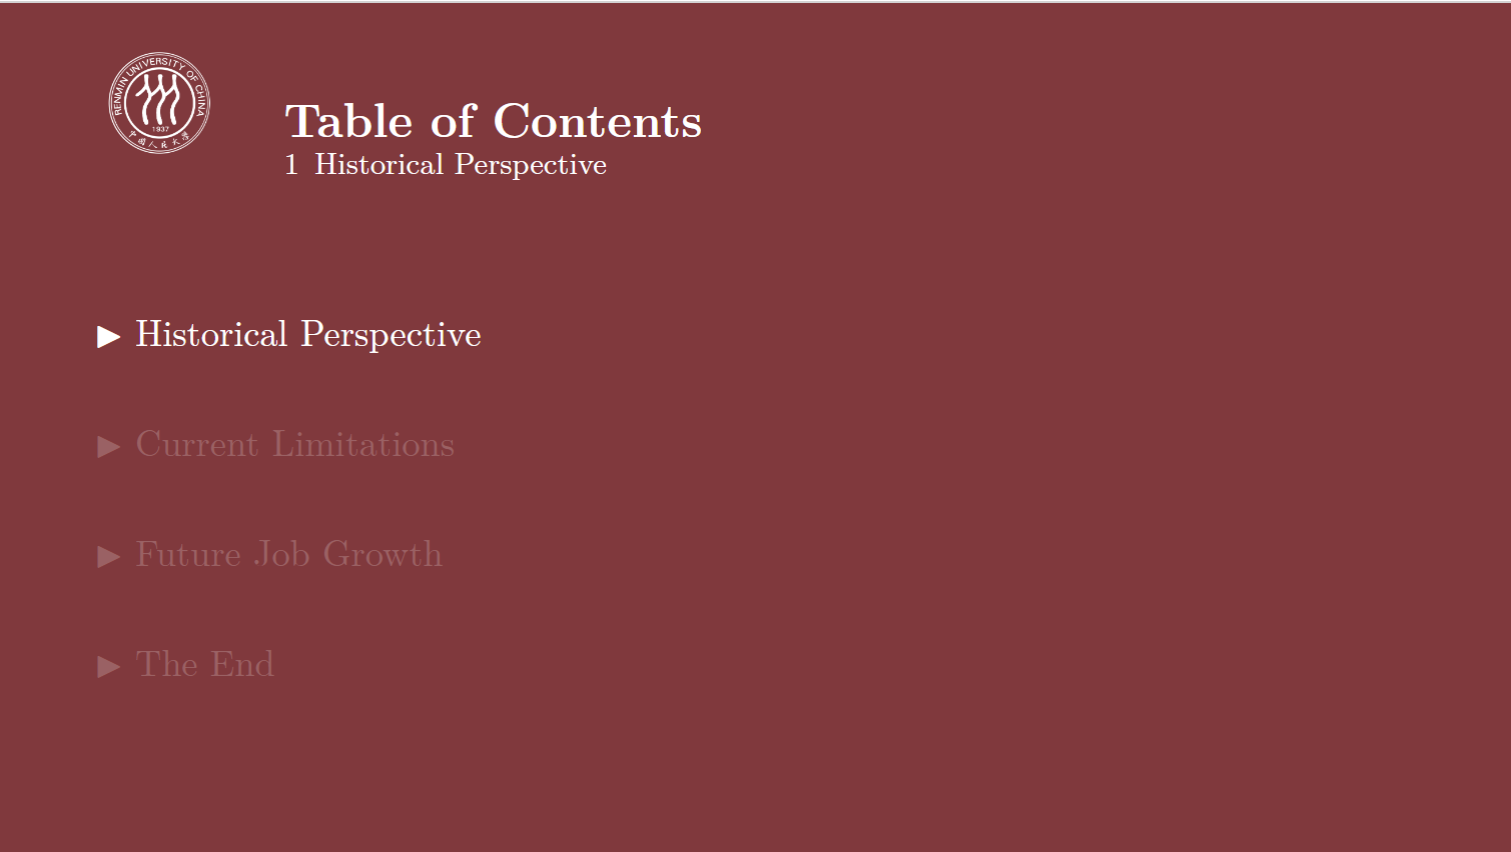 RENMIN UNIVERSITY OF CHINA
1937
中国人民大学
Table of Contents
1 Historical Perspective
▶ Historical Perspective
▶ Current Limitations
▶ Future Job Growth
▶ The End